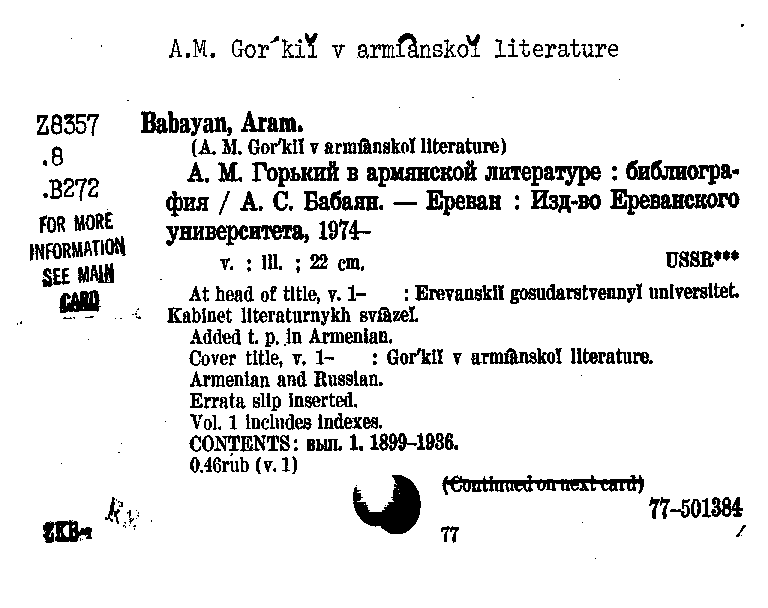 A.M. Gor′kiĭ v armi͡anskoĭ literature
Z8357
.8
.B272
FOR MORE
INFORMATION
SEE MAIN
CARD
Babayan, Aram.
(A. M. Gor′kiĭ v armi͡anskoĭ literature)
А. М. Горький в армянской литературе : библиогра-
фия / А. С. Бабаян. — Ереван : Изд-во Ереванского
университета, 1974-
v. : ill. ; 22 cm. USSR***
At head of title, v. 1- : Erevanskiĭ gosudarstvennyĭ universitet.
Kabinet literaturnykh svi͡azeĭ.
Added t. p. in Armenian.
Cover title, v. 1- : Gor′kiĭ v armi͡anskoĭ literature.
Armenian and Russian.
Errata slip inserted.
Vol. 1 includes indexes.
CONTENTS: вып. 1. 1899-1936.
0.46rub (v. 1)
(Continued on next card)
77-501384
77